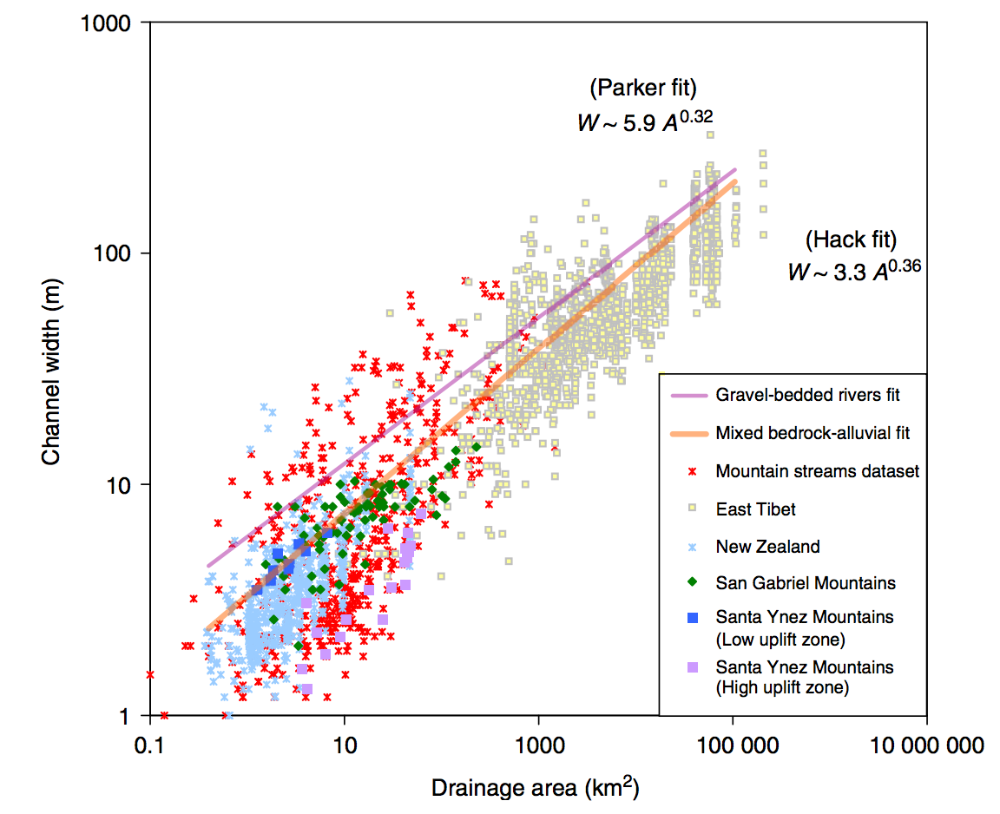 1000
100
10
1
Channel width (m)
(Parker fit)
W ~ 5.9 A^0.32
(Hack fit)
W ~ 3.3 A^0.36
Gravel-bedded rivers fit
Mixed bedrock-alluvial fit
Mountain streams dataset
East Tibet
New Zealand
San Gabriel Mountains
Santa Ynez Mountains
(Low uplift zone)
Santa Ynez Mountains
(High uplift zone)
0.1
10
1000
100 000
10 000 000
Drainage area (km²)